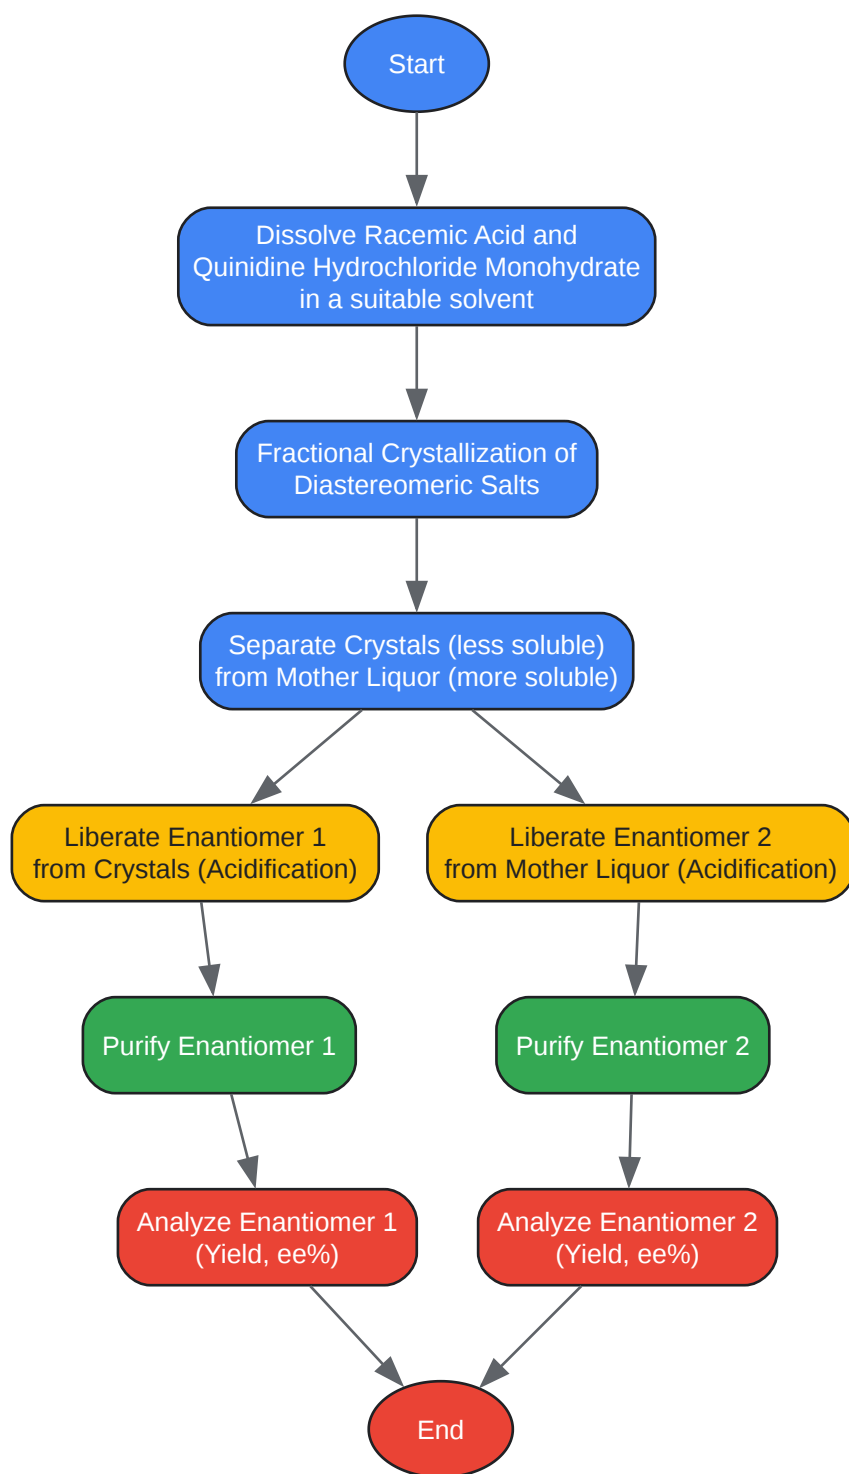 Start
Dissolve Racemic Acid and
Quinidine Hydrochloride Monohydrate
in a suitable solvent
Fractional Crystallization of
Diastereomeric Salts
Separate Crystals (less soluble)
from Mother Liquor (more soluble)
Liberate Enantiomer 1
from Crystals (Acidification)
Liberate Enantiomer 2
from Mother Liquor (Acidification)
Purify Enantiomer 1
Purify Enantiomer 2
Analyze Enantiomer 1
(Yield, ee%)
Analyze Enantiomer 2
(Yield, ee%)
End